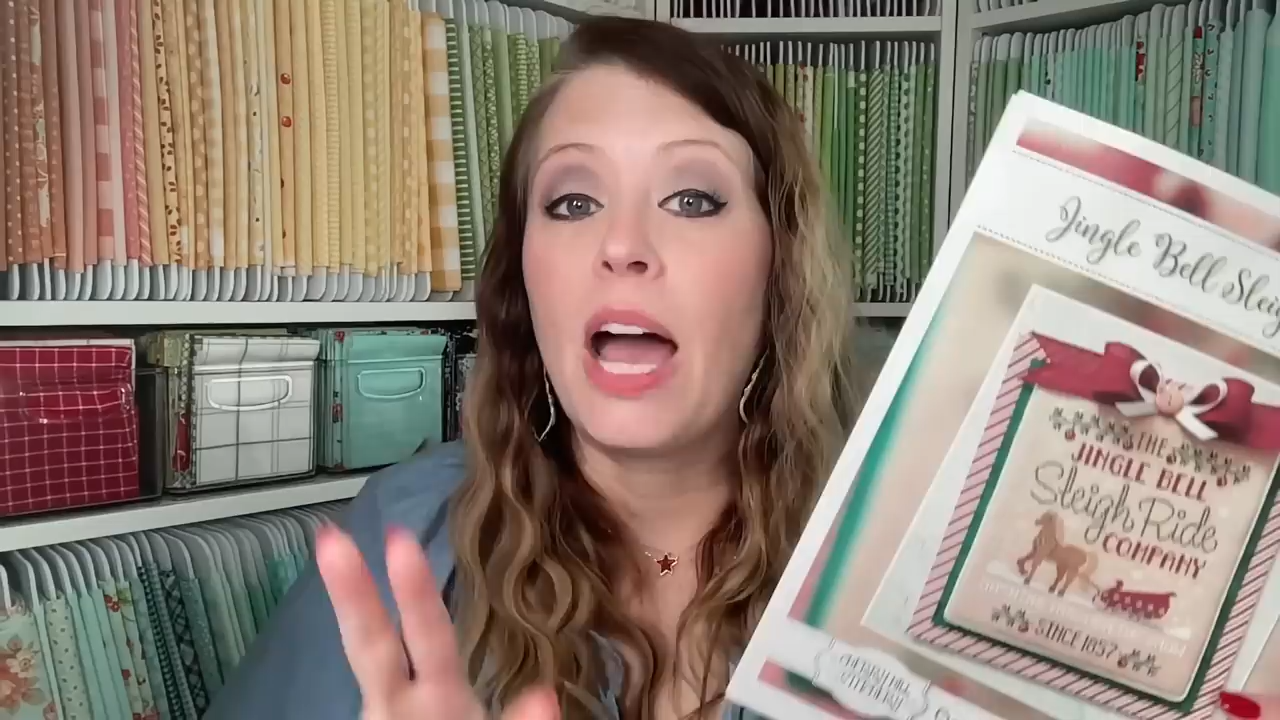 Jingle Bell Sleig
THE
JINGLE BELL
Sleigh Ride
COMPANY
SINCE 1857